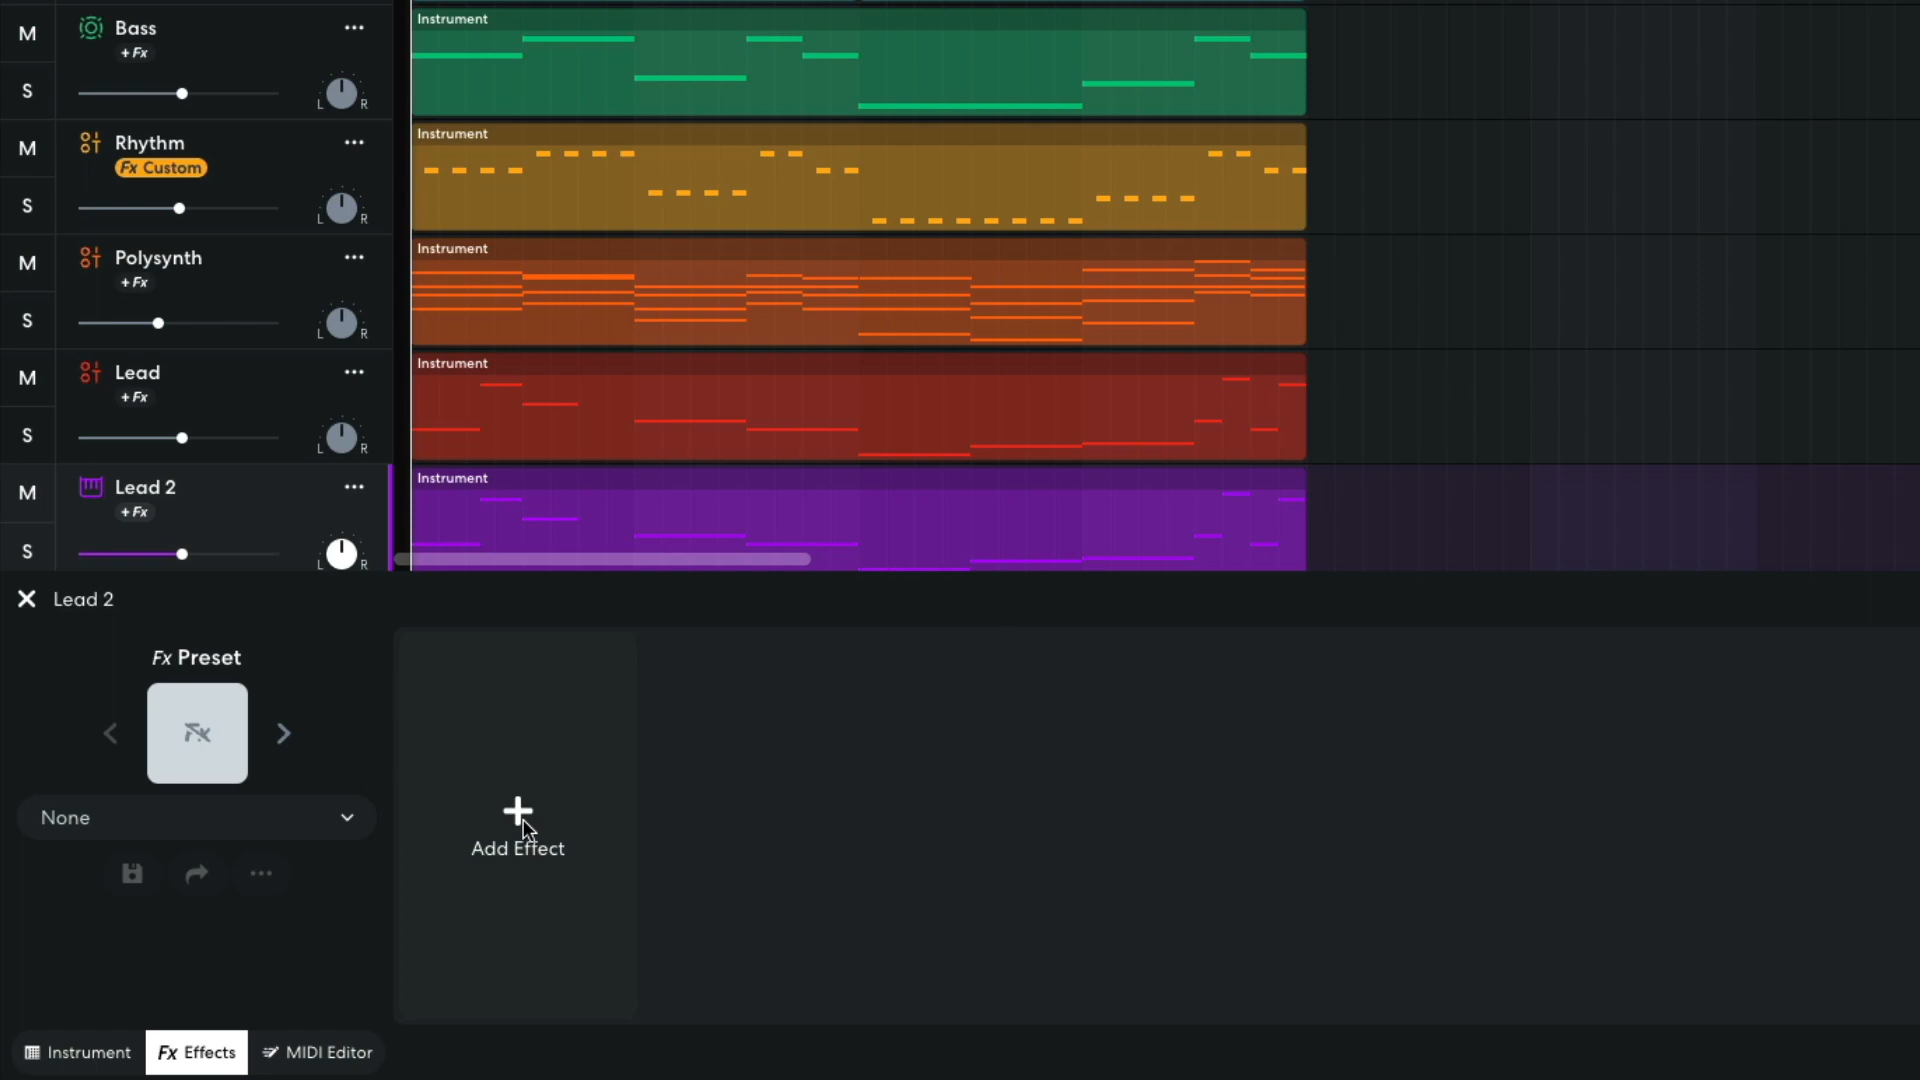 M
Bass
...
+ Fx
S
L
R
Instrument
M
Rhythm
...
Fx Custom
S
L
R
Instrument
M
Polysynth
...
+ Fx
S
L
R
Instrument
M
Lead
...
+ Fx
S
L
R
Instrument
M
Lead 2
...
+ Fx
S
L
R
Instrument
Lead 2
Fx Preset
Fx
None
...
Add Effect
Instrument
Fx Effects
MIDI Editor